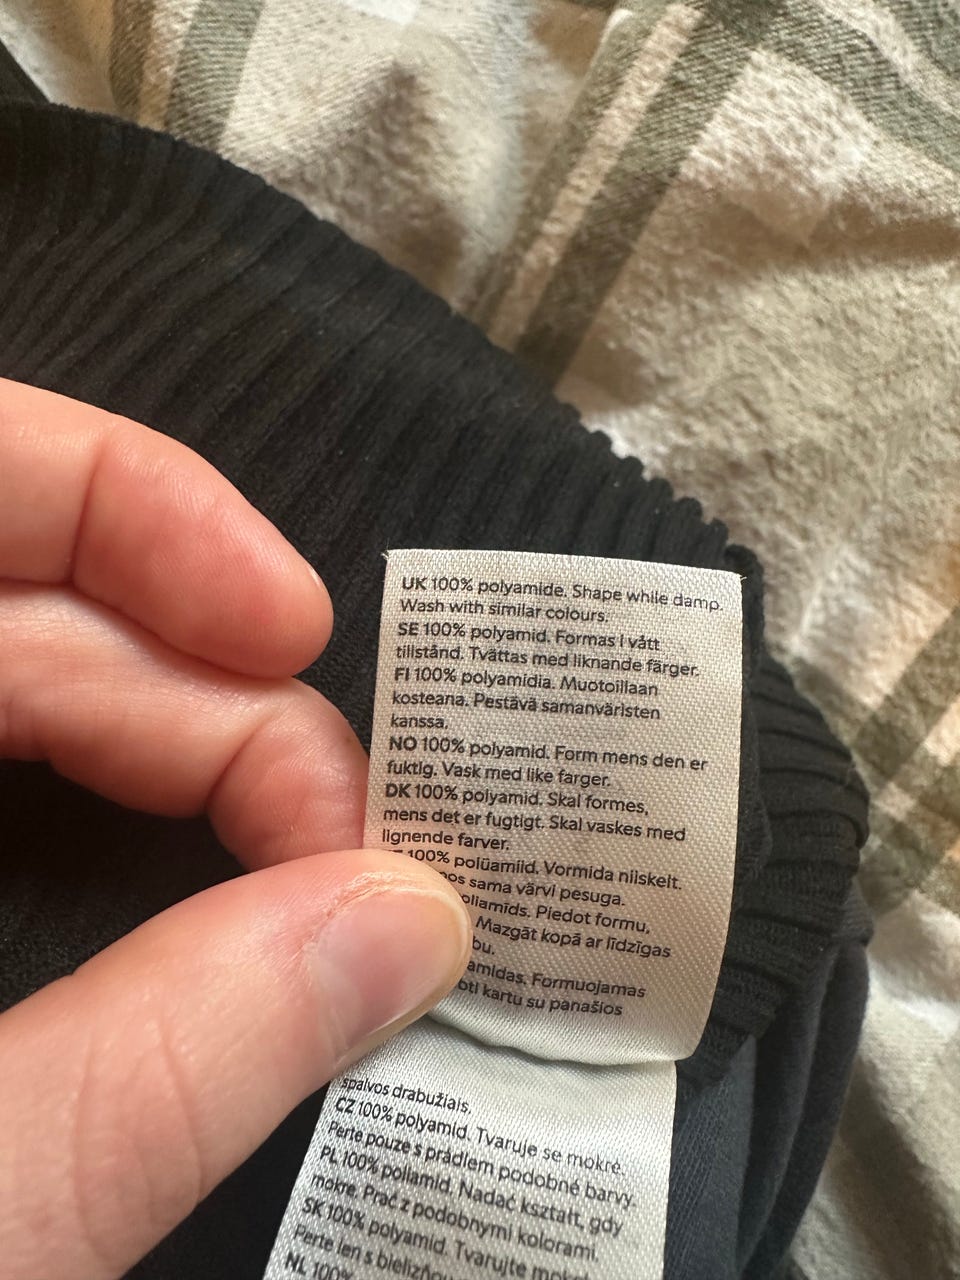 UK 100% polyamide. Shape while damp.
Wash with similar colours.
SE 100% polyamid. Formas i vått
tillstånd. Tvättas med liknande färger.
FI 100% polyamidia. Muotoillaan
kosteana. Pestävä samanväristen
kanssa.
NO 100% polyamid. Form mens den er
fuktig. Vask med like farger.
DK 100% polyamid. Skal formes,
mens det er fugtigt. Skal vaskes med
lignende farver.
100% polüamiid. Vormida niiskelt.
sama värvi pesuga.
Piedot formu,
Mazgāt kopā ar līdzīgas
Formuojamas
kartu su panašios
spalvos drabužiais.
CZ 100% polyamid. Tvaruje se mokré.
Perte pouze s prádlem podobné barvy.
PL 100% poliamid. Nadać kształt, gdy
mokre. Prać z podobnymi kolorami.
SK 100% polyamid. Tvarujte
Perte len s
NL 100%